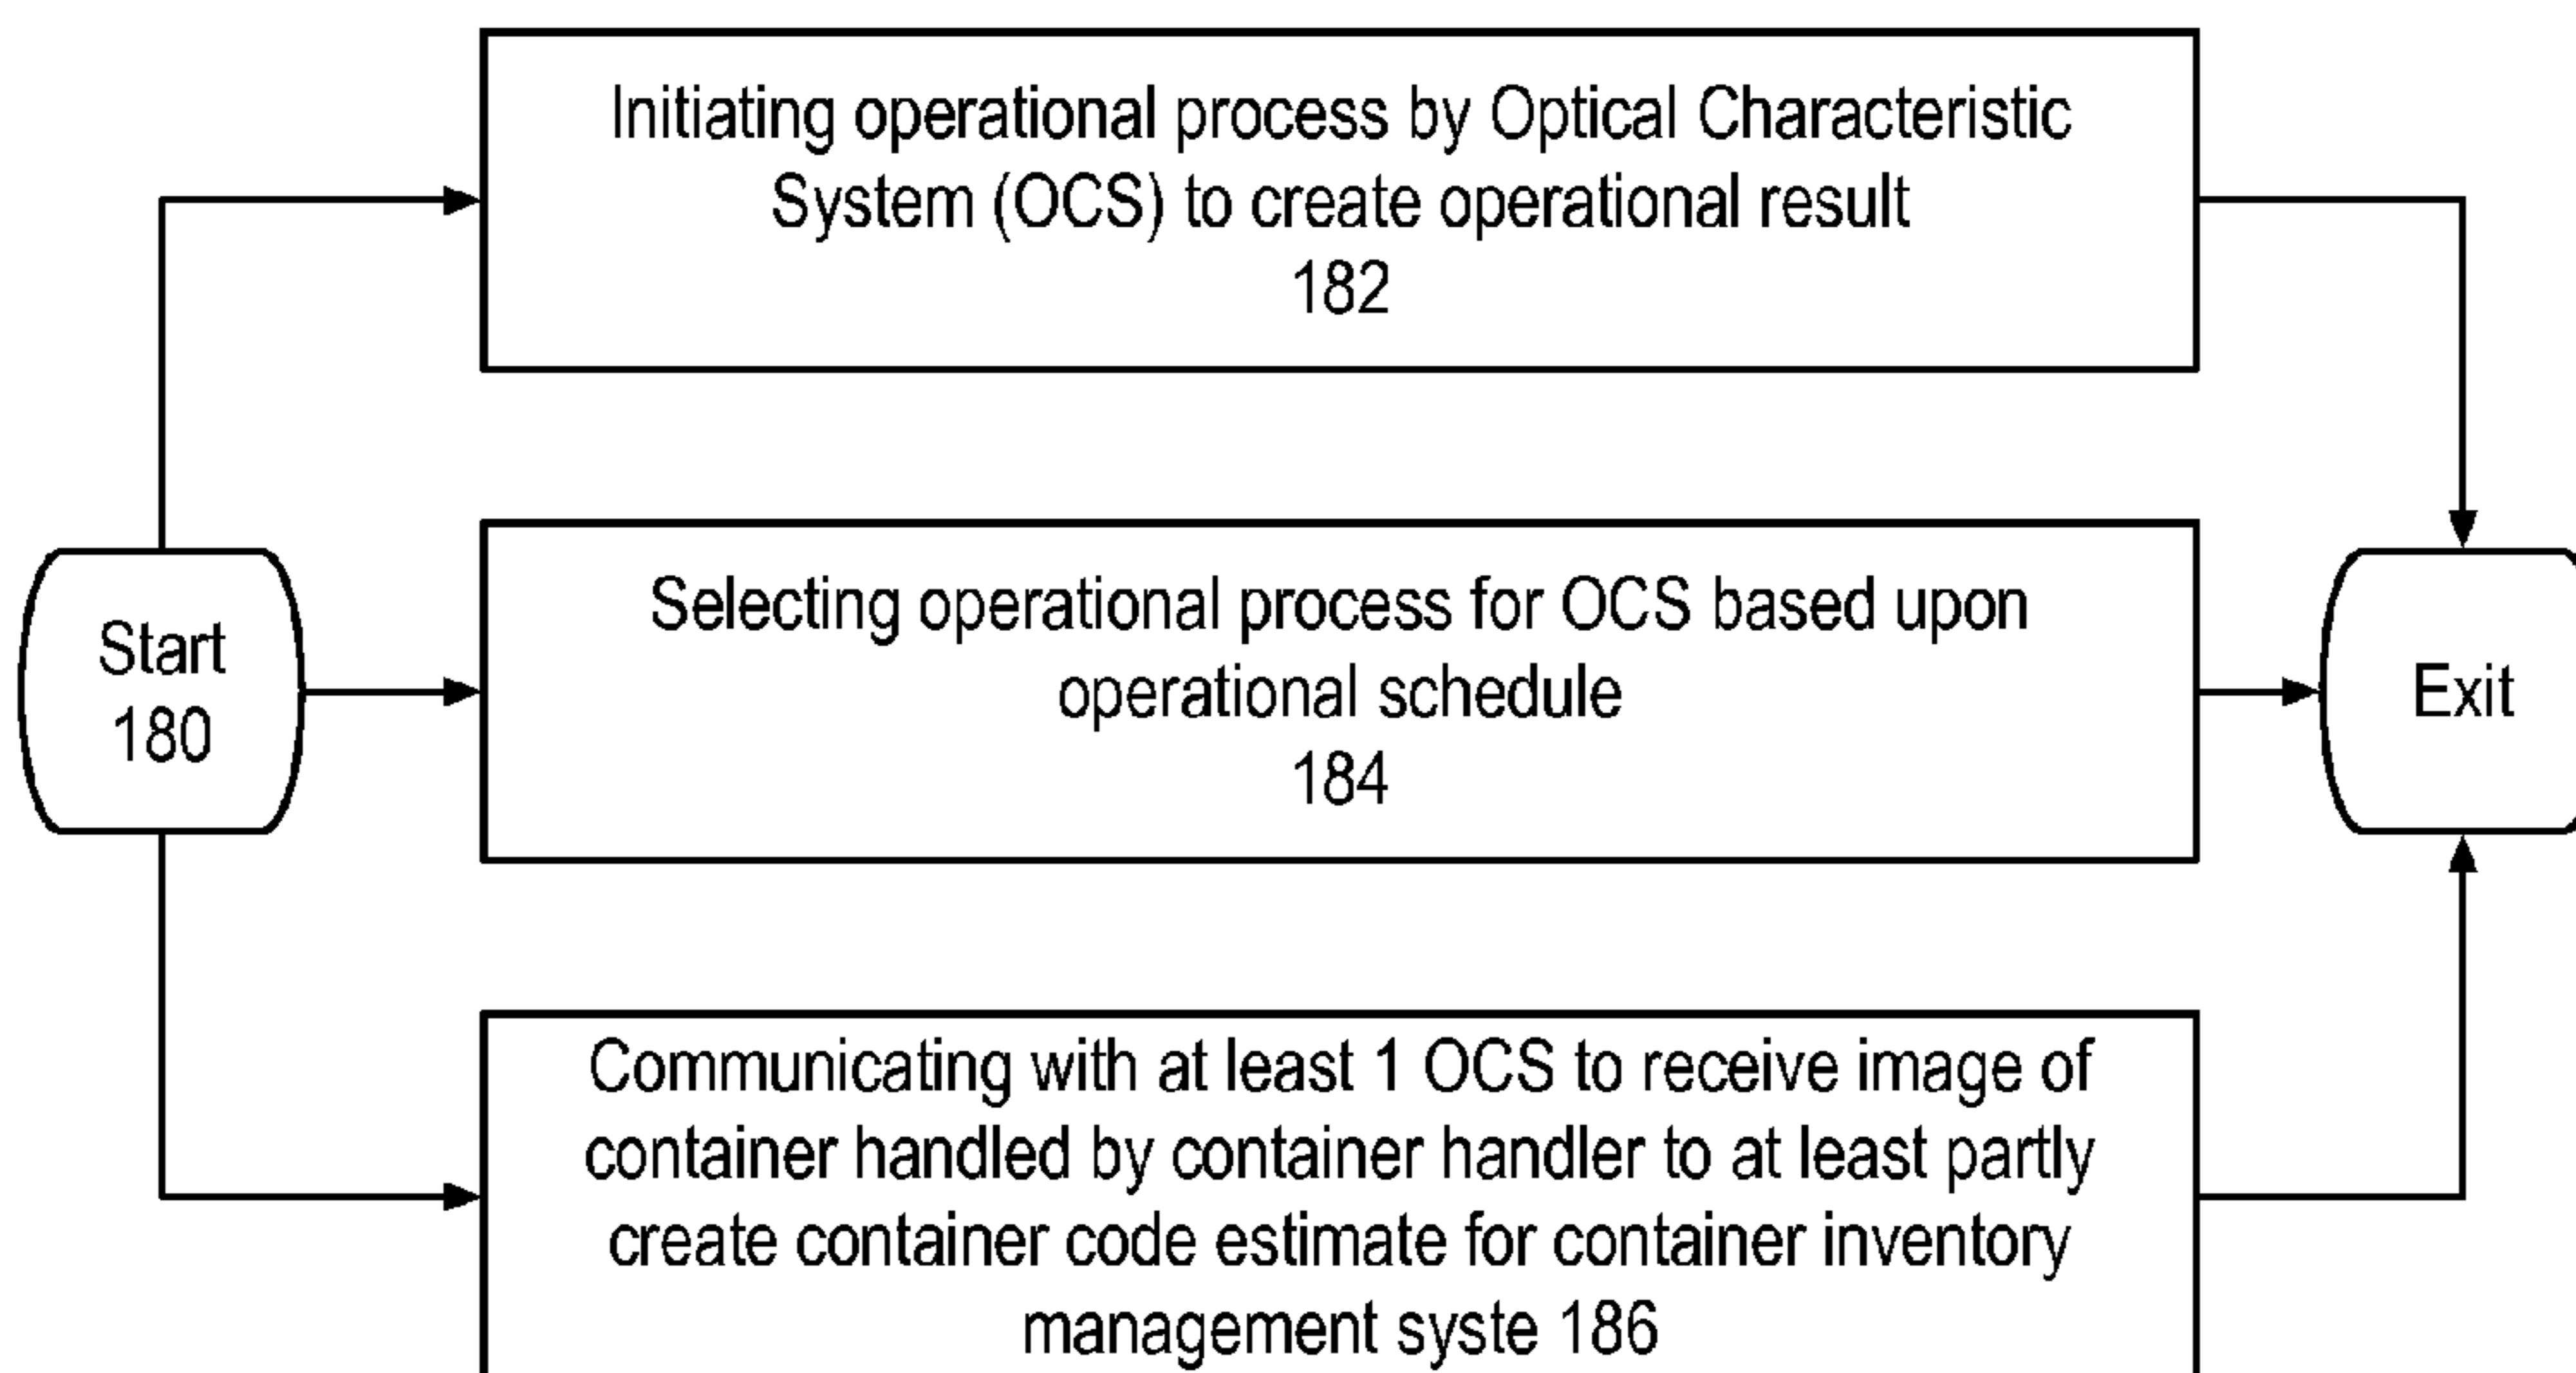 Initiating operational process by Optical Characteristic
System (OCS) to create operational result
182
Start
180
Selecting operational process for OCS based upon
operational schedule
184
Exit
Communicating with at least 1 OCS to receive image of
container handled by container handler to at least partly
create container code estimate for container inventory
management syste 186